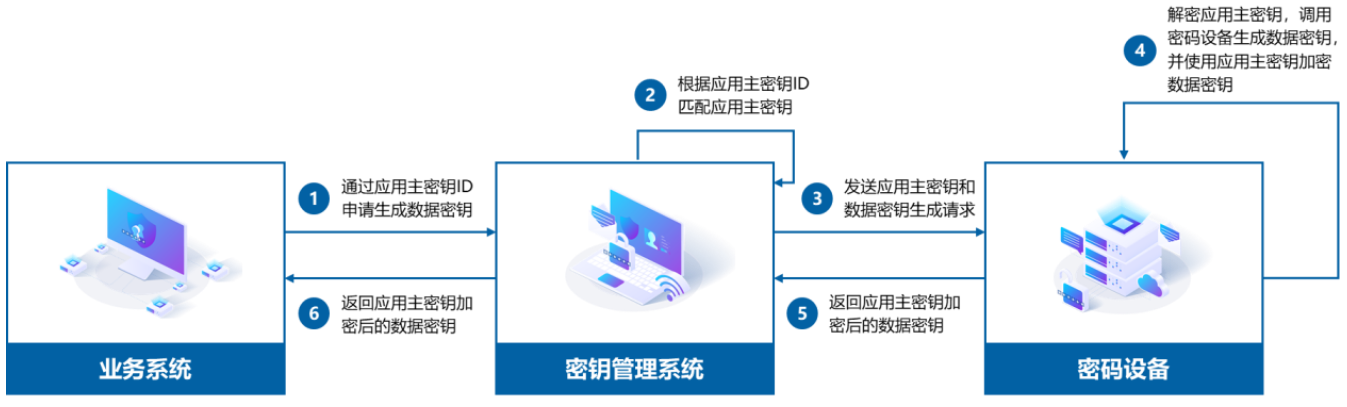 1
通过应用主密钥ID
申请生成数据密钥
2
根据应用主密钥ID
匹配应用主密钥
3
发送应用主密钥和
数据密钥生成请求
4
解密应用主密钥，调用
密码设备生成数据密钥，
并使用应用主密钥加密
数据密钥
5
返回应用主密钥加
密后的数据密钥
6
返回应用主密钥加
密后的数据密钥
业务系统
密钥管理系统
密码设备